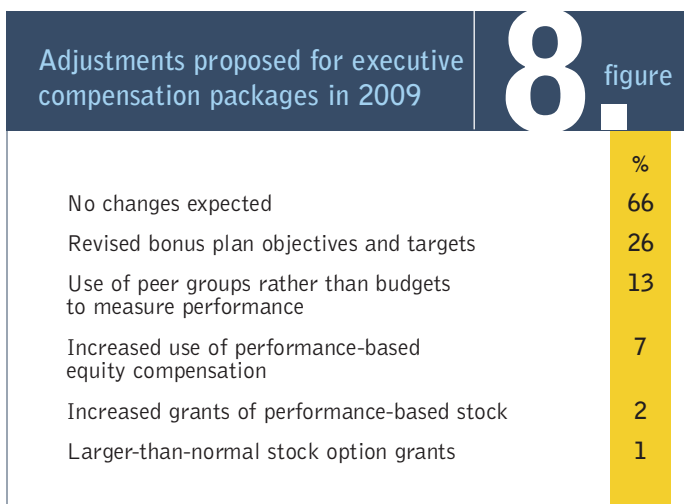 Adjustments proposed for executive
compensation packages in 2009
8. figure
%
No changes expected 66
Revised bonus plan objectives and targets 26
Use of peer groups rather than budgets 13
to measure performance
Increased use of performance-based 7
equity compensation
Increased grants of performance-based stock 2
Larger-than-normal stock option grants 1